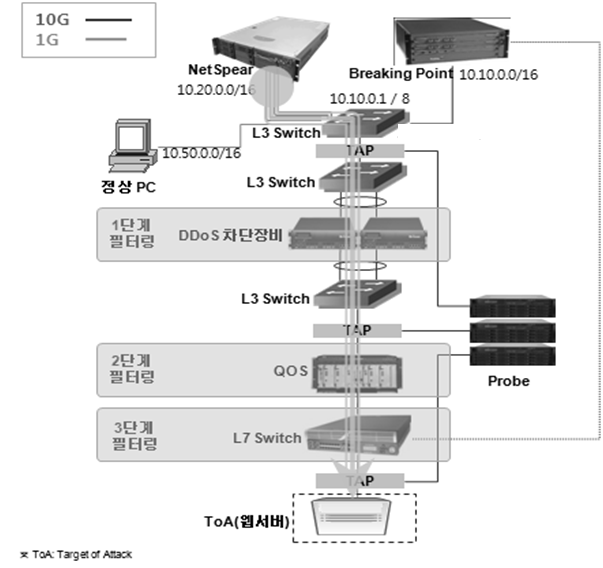 10G
1G
NetSpear
10.20.0.0/16
Breaking Point 10.10.0.0/16
10.10.0.1 / 8
L3 Switch
10.50.0.0/16
정상 PC
TAP
L3 Switch
1단계
필터링
DDoS 차단장비
L3 Switch
TAP
2단계
필터링
QOS
Probe
3단계
필터링
L7 Switch
TAP
ToA(웹서버)
※ ToA: Target of Attack